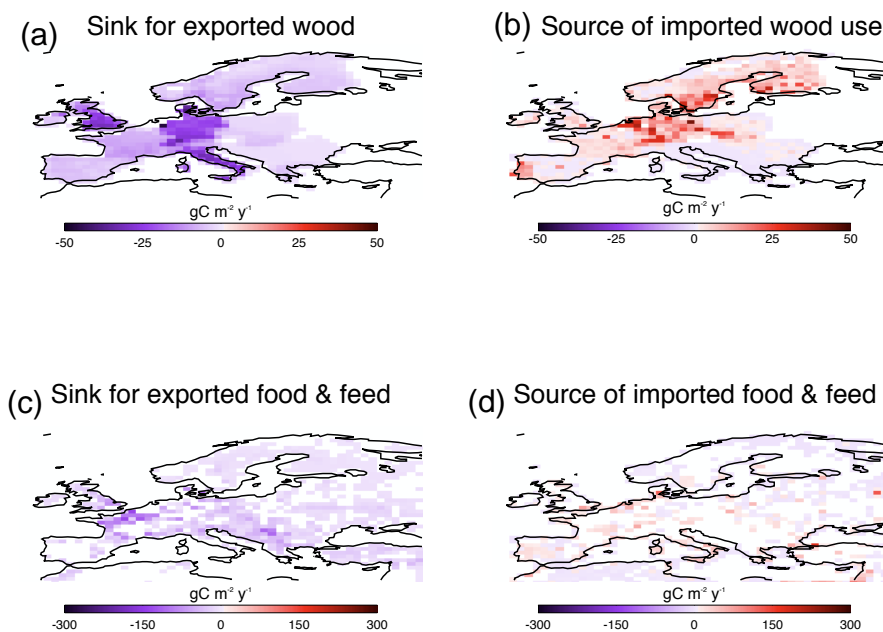 (a) Sink for exported wood
(b) Source of imported wood use
gC m⁻² y⁻¹
-50 -25 0 25 50
gC m⁻² y⁻¹
-50 -25 0 25 50
(c) Sink for exported food & feed
(d) Source of imported food & feed
gC m⁻² y⁻¹
-300 -150 0 150 300
gC m⁻² y⁻¹
-300 -150 0 150 300